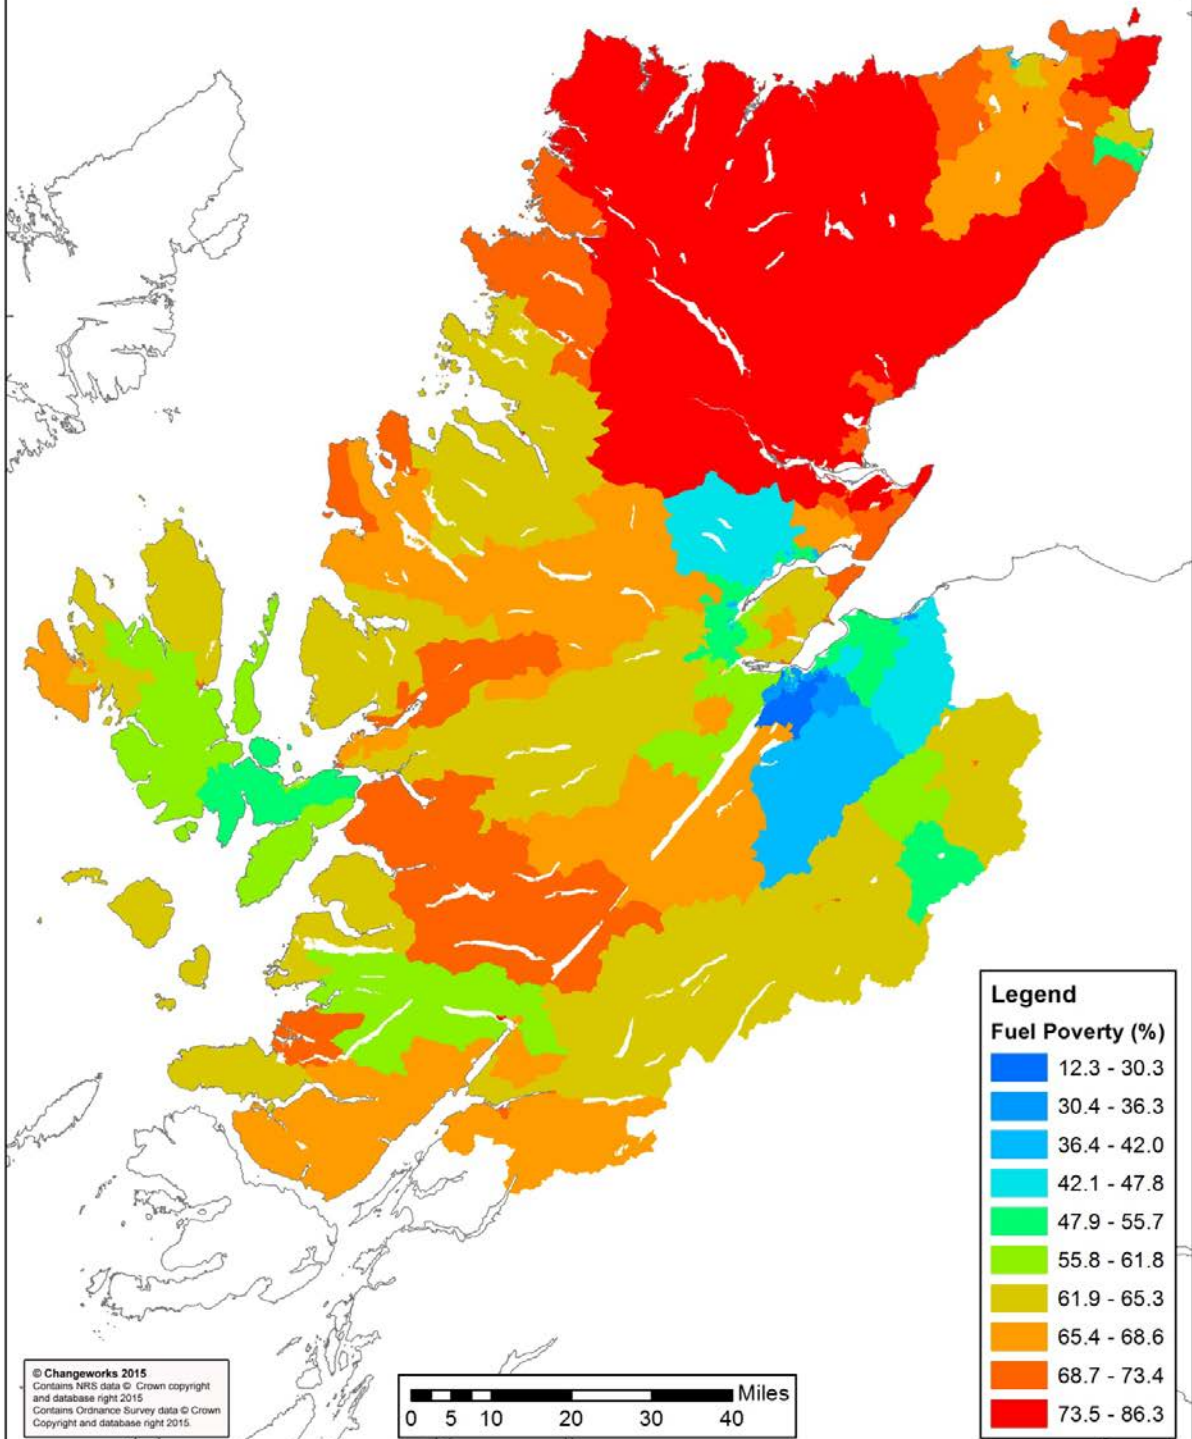 Legend
Fuel Poverty (%)
12.3 - 30.3
30.4 - 36.3
36.4 - 42.0
42.1 - 47.8
47.9 - 55.7
55.8 - 61.8
61.9 - 65.3
65.4 - 68.6
68.7 - 73.4
73.5 - 86.3
© Changeworks 2015
Contains NRS data © Crown copyright
and database right 2015
Contains Ordnance Survey data © Crown
Copyright and database right 2015.
Miles
0 5 10 20 30 40